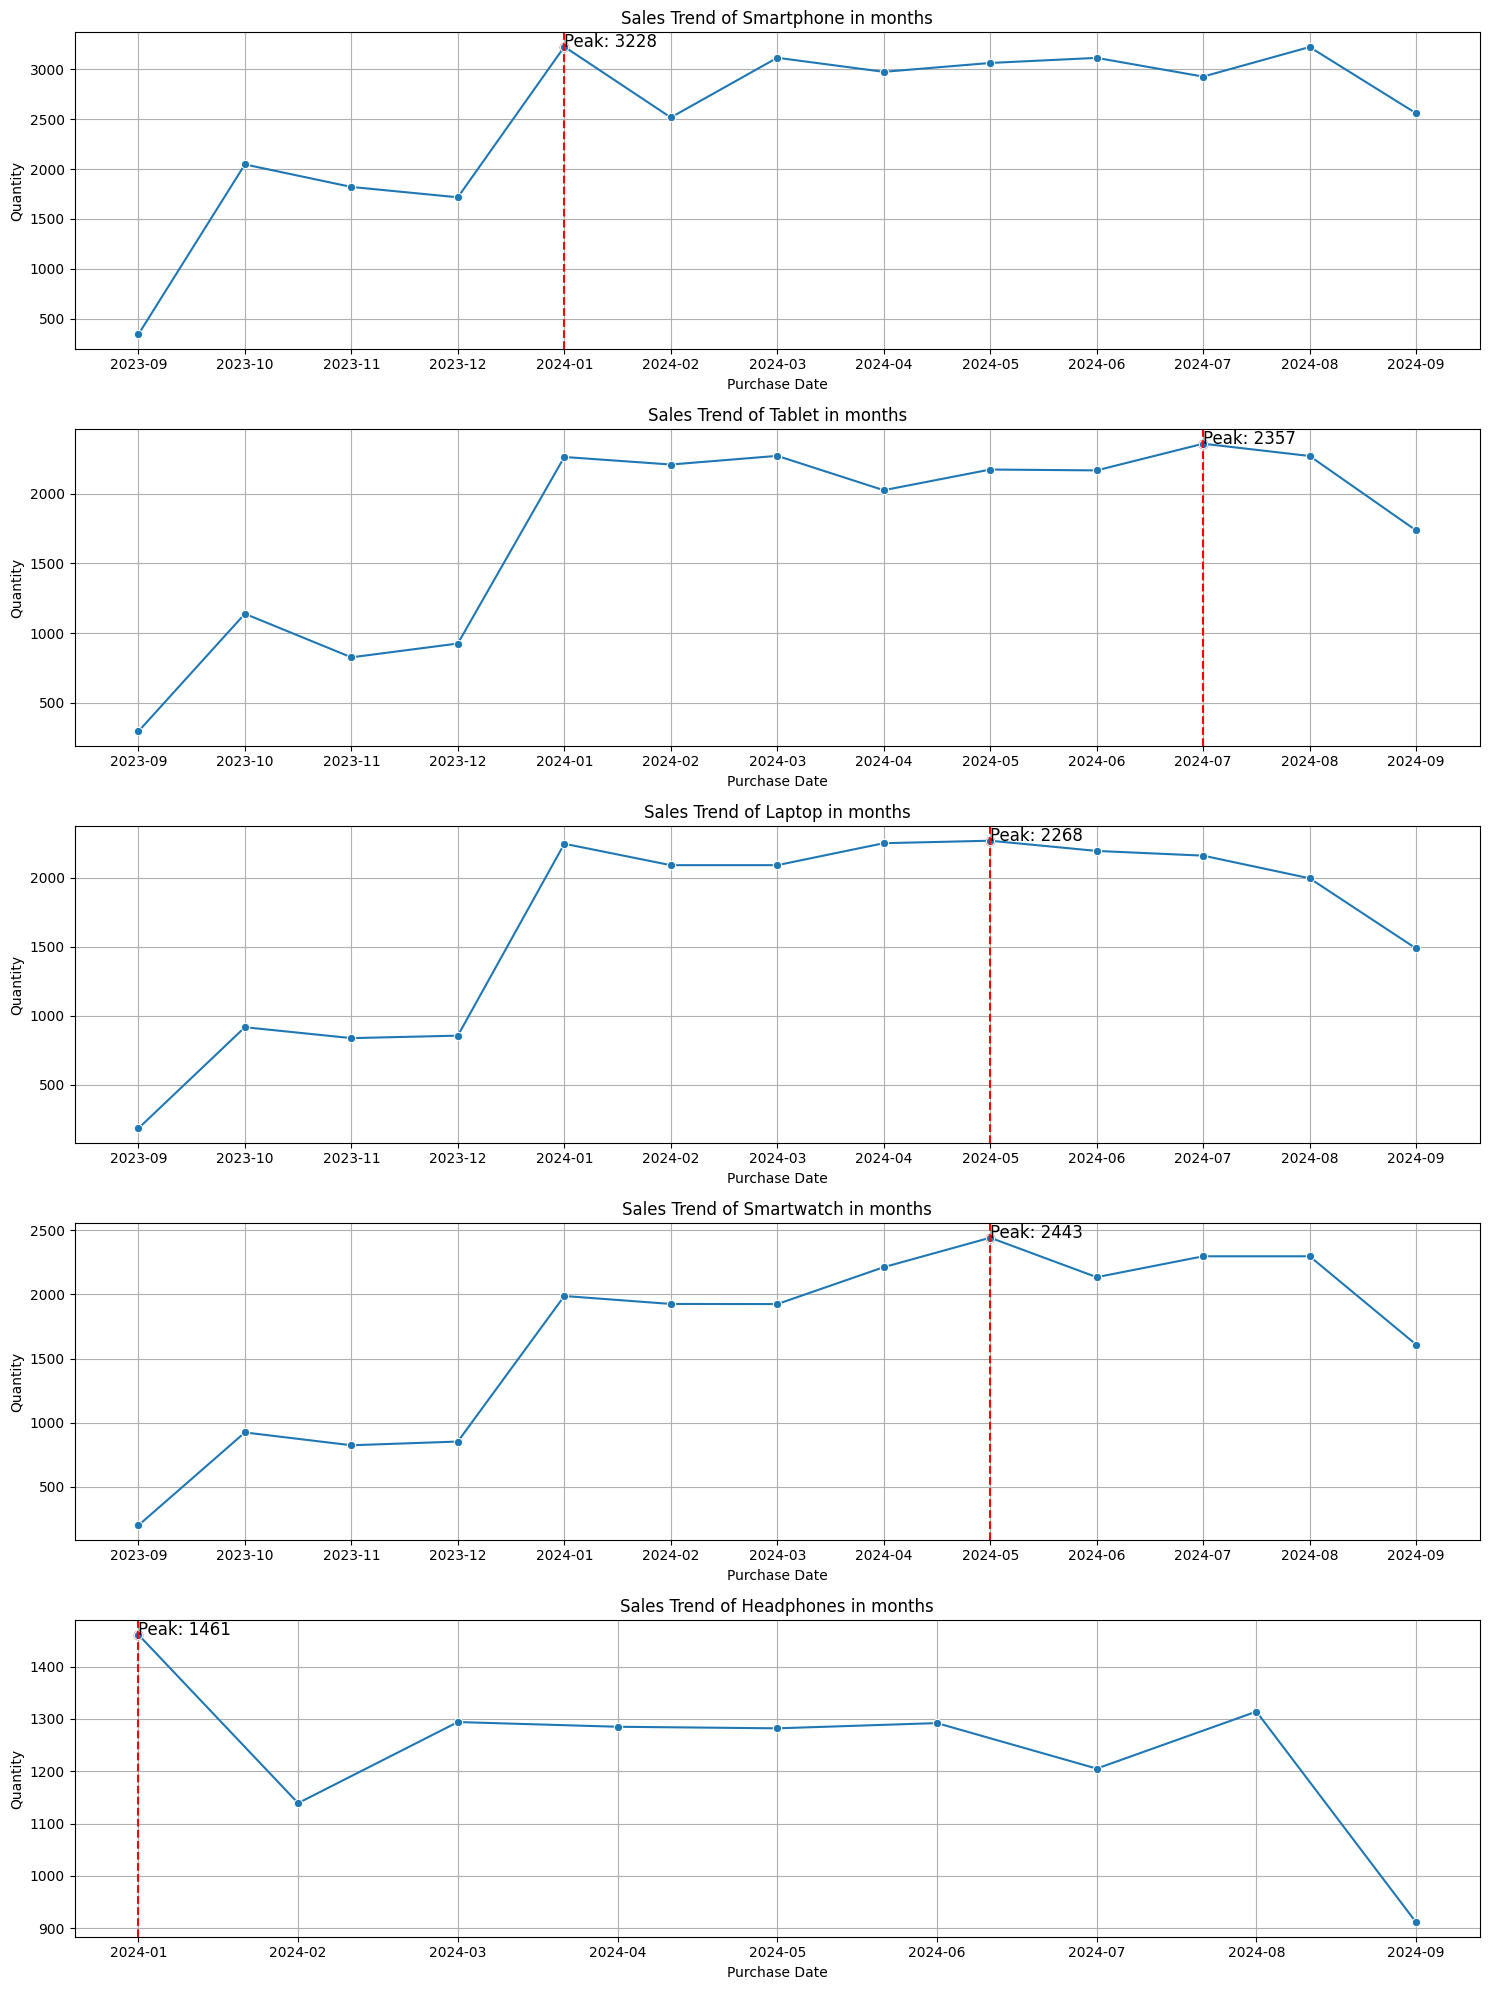 Sales Trend of Smartphone in months
Peak: 3228
3000
2500
2000
1500
1000
500
Quantity
2023-09 2023-10 2023-11 2023-12 2024-01 2024-02 2024-03 2024-04 2024-05 2024-06 2024-07 2024-08 2024-09
Purchase Date
Sales Trend of Tablet in months
Peak: 2357
2000
1500
1000
500
Quantity
2023-09 2023-10 2023-11 2023-12 2024-01 2024-02 2024-03 2024-04 2024-05 2024-06 2024-07 2024-08 2024-09
Purchase Date
Sales Trend of Laptop in months
Peak: 2268
2000
1500
1000
500
Quantity
2023-09 2023-10 2023-11 2023-12 2024-01 2024-02 2024-03 2024-04 2024-05 2024-06 2024-07 2024-08 2024-09
Purchase Date
Sales Trend of Smartwatch in months
Peak: 2443
2500
2000
1500
1000
500
Quantity
2023-09 2023-10 2023-11 2023-12 2024-01 2024-02 2024-03 2024-04 2024-05 2024-06 2024-07 2024-08 2024-09
Purchase Date
Sales Trend of Headphones in months
Peak: 1461
1400
1300
1200
1100
1000
900
Quantity
2024-01 2024-02 2024-03 2024-04 2024-05 2024-06 2024-07 2024-08 2024-09
Purchase Date